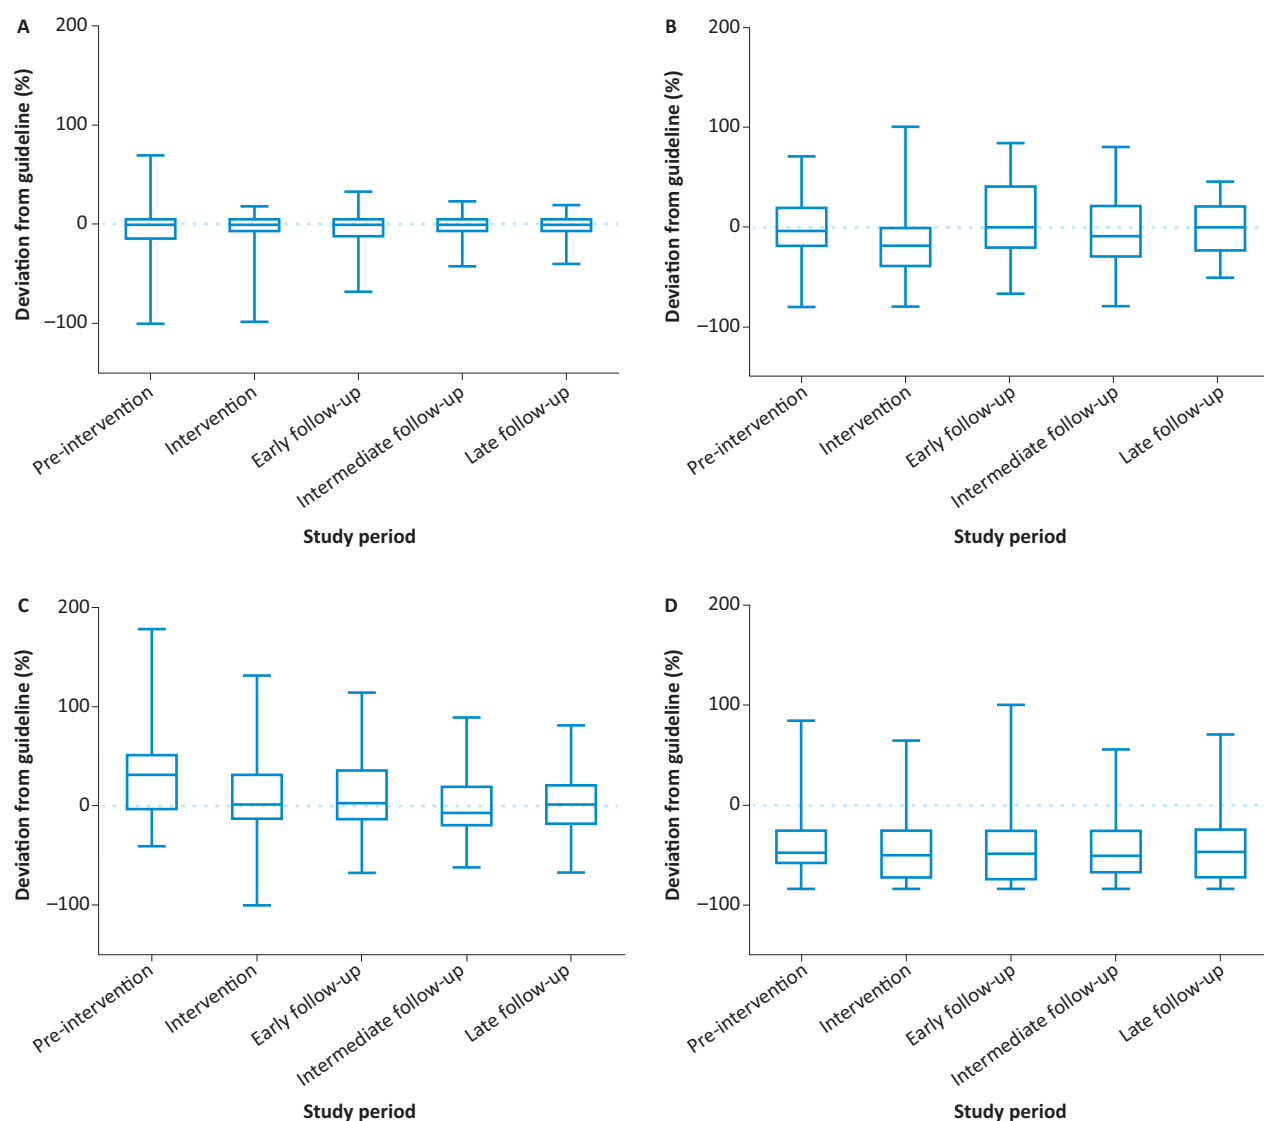 A
200
100
0
–100
Deviation from guideline (%)
Pre-intervention
Intervention
Early follow-up
Intermediate follow-up
Late follow-up
Study period
B
200
100
0
–100
Deviation from guideline (%)
Pre-intervention
Intervention
Early follow-up
Intermediate follow-up
Late follow-up
Study period
C
200
100
0
–100
Deviation from guideline (%)
Pre-intervention
Intervention
Early follow-up
Intermediate follow-up
Late follow-up
Study period
D
200
100
0
–100
Deviation from guideline (%)
Pre-intervention
Intervention
Early follow-up
Intermediate follow-up
Late follow-up
Study period